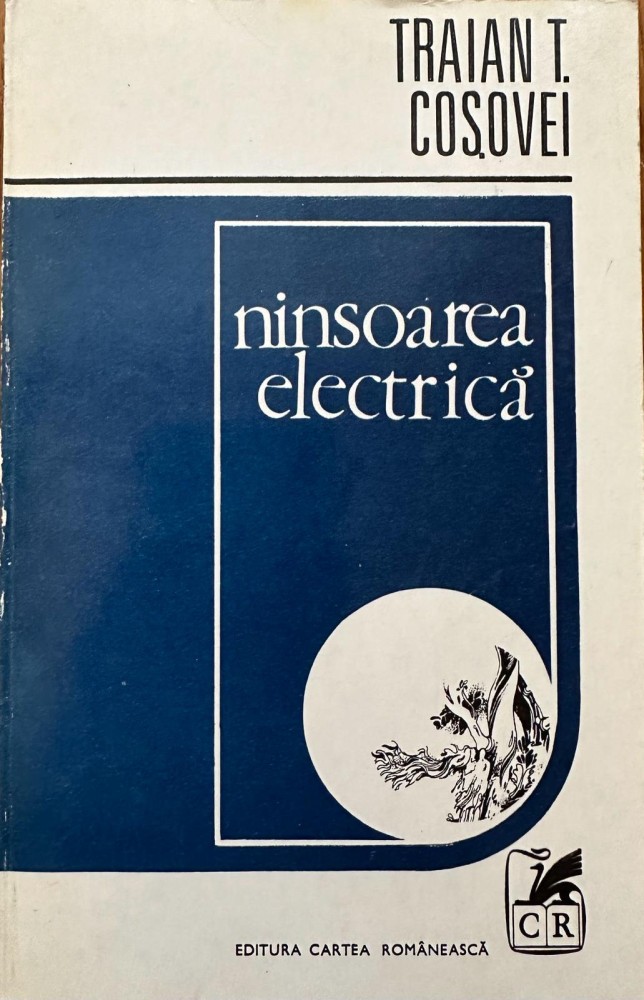 TRAIAN T.
COȘOVEI
ninsoarea
electrică
CR
EDITURA CARTEA ROMÂNEASCĂ